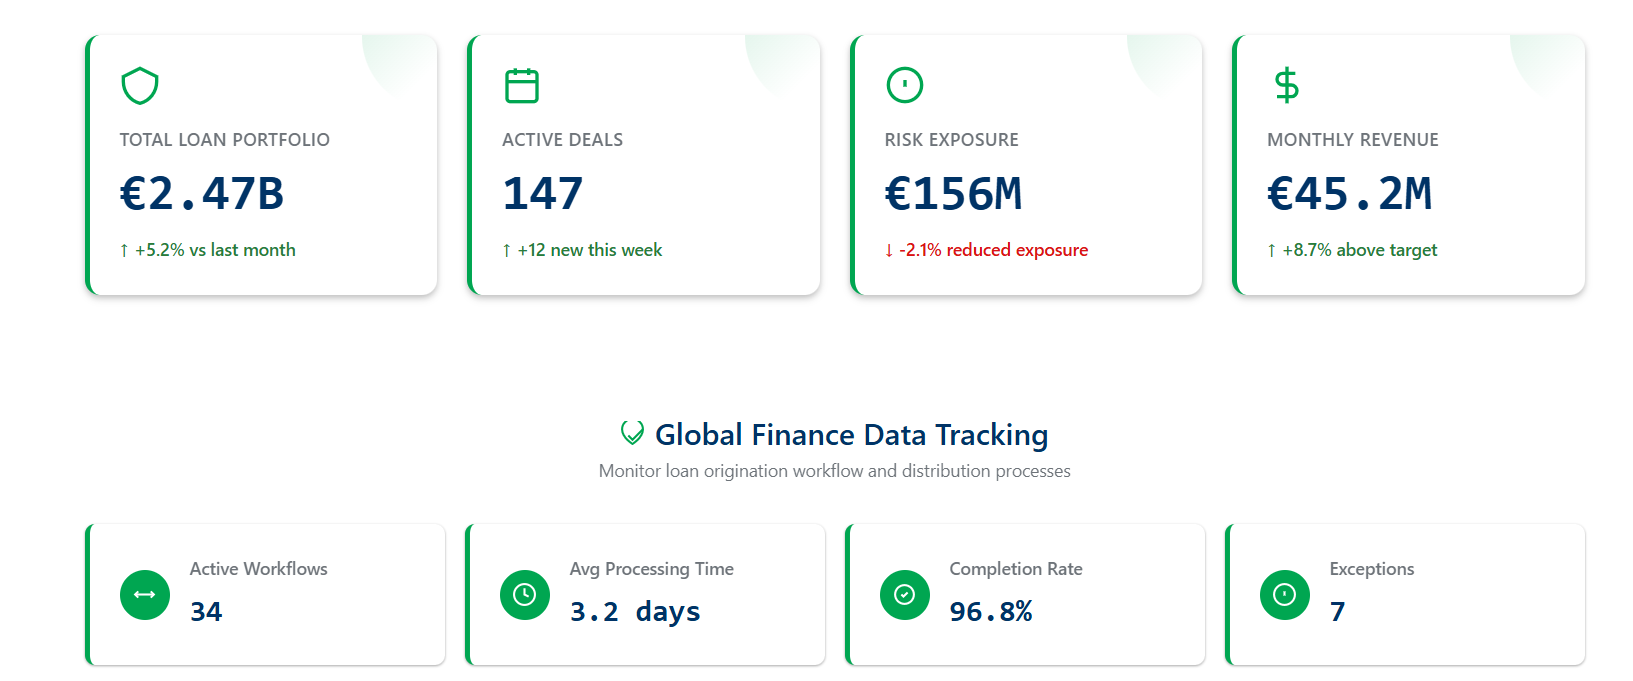 TOTAL LOAN PORTFOLIO
€2.47B
↑ +5.2% vs last month
ACTIVE DEALS
147
↑ +12 new this week
RISK EXPOSURE
€156M
↓ -2.1% reduced exposure
MONTHLY REVENUE
€45.2M
↑ +8.7% above target
Global Finance Data Tracking
Monitor loan origination workflow and distribution processes
Active Workflows
34
Avg Processing Time
3.2 days
Completion Rate
96.8%
Exceptions
7